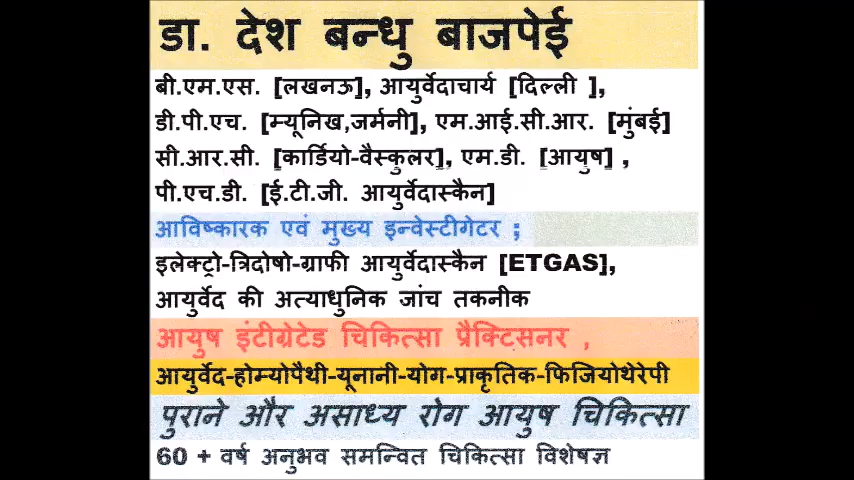 डा. देश बन्धु बाजपेई
बी.एम.एस. [लखनऊ], आयुर्वेदाचार्य [दिल्ली ],
डी.पी.एच. [म्यूनिख,जर्मनी], एम.आई.सी.आर. [मुंबई]
सी.आर.सी. [कार्डियो-वैस्कुलर], एम.डी. [आयुष] ,
पी.एच.डी. [ई.टी.जी. आयुर्वेदास्कैन]
आविष्कारक एवं मुख्य इन्वेस्टीगेटर ;
इलेक्ट्रो-त्रिदोषो-ग्राफी आयुर्वेदास्कैन [ETGAS],
आयुर्वेद की अत्याधुनिक जांच तकनीक
आयुष इंटीग्रेटेड चिकित्सा प्रैक्टिसनर ,
आयुर्वेद-होम्योपैथी-यूनानी-योग-प्राकृतिक-फिजियोथेरेपी
पुराने और असाध्य रोग आयुष चिकित्सा
60 + वर्ष अनुभव समन्वित चिकित्सा विशेषज्ञ